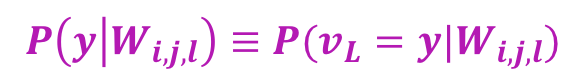 P(y|W_{i,j,l}) ≡ P(v_L = y|W_{i,j,l})